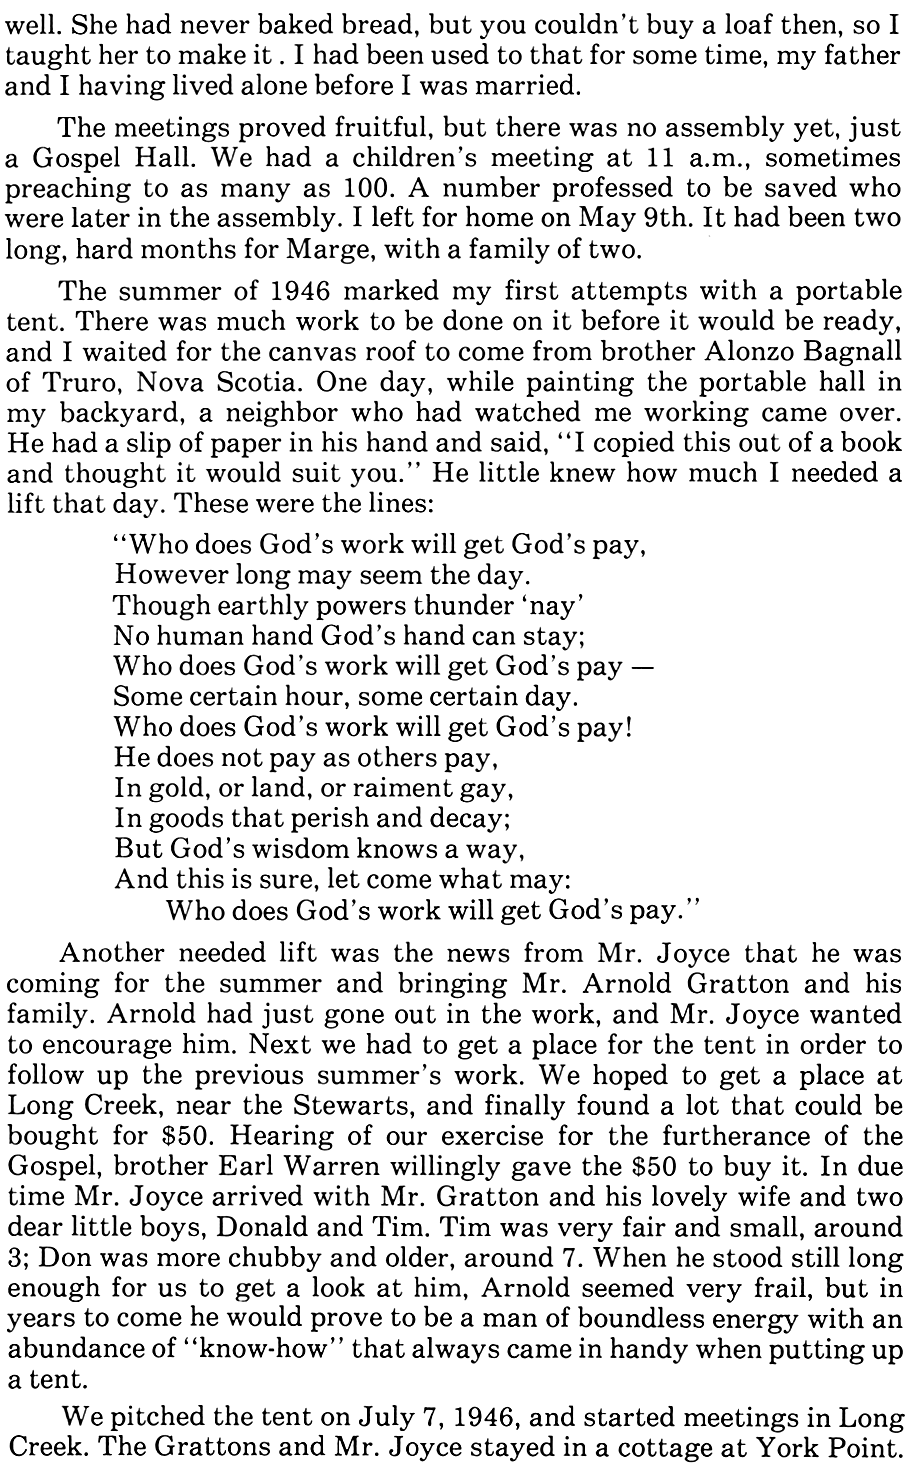 well. She had never baked bread, but you couldn't buy a loaf then, so I
taught her to make it . I had been used to that for some time, my father
and I having lived alone before I was married.
The meetings proved fruitful, but there was no assembly yet, just
a Gospel Hall. We had a children's meeting at 11 a.m., sometimes
preaching to as many as 100. A number professed to be saved who
were later in the assembly. I left for home on May 9th. It had been two
long, hard months for Marge, with a family of two.
The summer of 1946 marked my first attempts with a portable
tent. There was much work to be done on it before it would be ready,
and I waited for the canvas roof to come from brother Alonzo Bagnall
of Truro, Nova Scotia. One day, while painting the portable hall in
my backyard, a neighbor who had watched me working came over.
He had a slip of paper in his hand and said, "I copied this out of a book
and thought it would suit you." He little knew how much I needed a
lift that day. These were the lines:
"Who does God's work will get God's pay,
However long may seem the day.
Though earthly powers thunder 'nay'
No human hand God's hand can stay;
Who does God's work will get God's pay —
Some certain hour, some certain day.
Who does God's work will get God's pay!
He does not pay as others pay,
In gold, or land, or raiment gay,
In goods that perish and decay;
But God's wisdom knows a way,
And this is sure, let come what may:
Who does God's work will get God's pay."
Another needed lift was the news from Mr. Joyce that he was
coming for the summer and bringing Mr. Arnold Gratton and his
family. Arnold had just gone out in the work, and Mr. Joyce wanted
to encourage him. Next we had to get a place for the tent in order to
follow up the previous summer's work. We hoped to get a place at
Long Creek, near the Stewarts, and finally found a lot that could be
bought for $50. Hearing of our exercise for the furtherance of the
Gospel, brother Earl Warren willingly gave the $50 to buy it. In due
time Mr. Joyce arrived with Mr. Gratton and his lovely wife and two
dear little boys, Donald and Tim. Tim was very fair and small, around
3; Don was more chubby and older, around 7. When he stood still long
enough for us to get a look at him, Arnold seemed very frail, but in
years to come he would prove to be a man of boundless energy with an
abundance of "know-how" that always came in handy when putting up
a tent.
We pitched the tent on July 7, 1946, and started meetings in Long
Creek. The Grattons and Mr. Joyce stayed in a cottage at York Point.